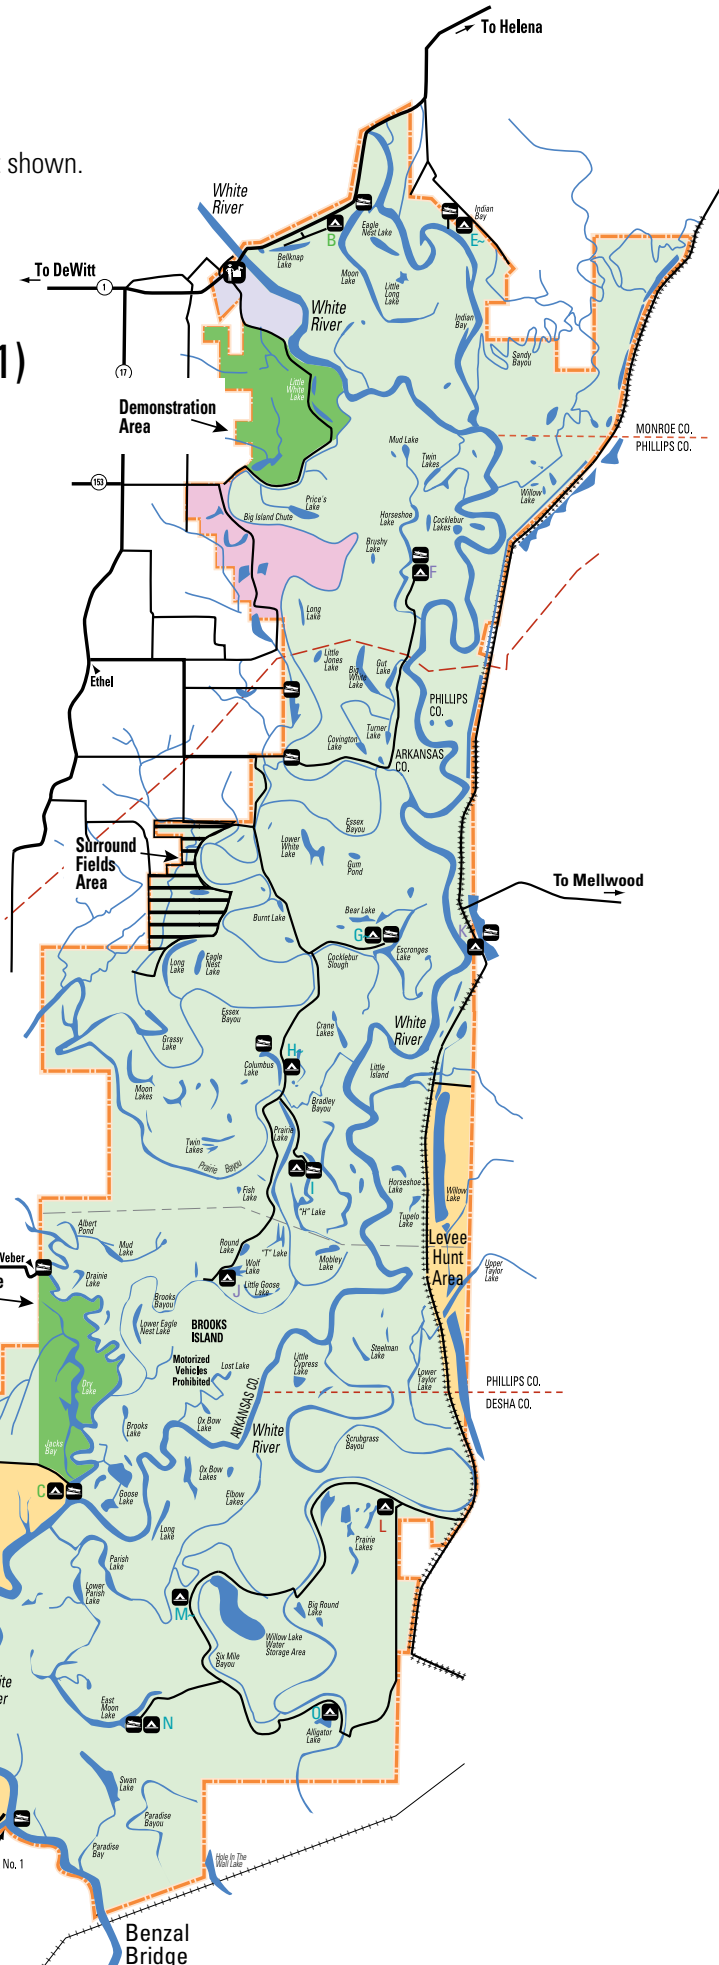 To Helena
t shown.
White
River
Indian
Bay
Eagle
Nest Lake
B
E~
Bellknap
Lake
To DeWitt
1
Moon
Lake
Little
Long
Lake
White
River
Indian
Bay
1)
17
Sandy
Bayou
Little
White
Lake
Demonstration
Area
MONROE CO.
PHILLIPS CO.
Mud Lake
Twin
Lakes
153
Willow
Lake
Price's
Lake
Big Island Chute
Horseshoe
Lake
Cocklebur
Lakes
Brushy
Lake
F
Long
Lake
Little
Jones
Lake
Big
White
Lake
Gut
Lake
Ethel
PHILLIPS
CO.
Covington
Lake
Turner
Lake
ARKANSAS
CO.
Essex
Bayou
Surround
Fields
Area
Lower
White
Lake
Gum
Pond
To Mellwood
Bear Lake
Burnt Lake
G
K
Long
Lake
Eagle
Nest
Lake
Cocklebur
Slough
Escronges
Lake
Essex
Bayou
Crane
Lakes
White
River
Grassy
Lake
H
Columbus
Lake
Little
Island
Moon
Lakes
Bradley
Bayou
Prairie
Lake
Twin
Lakes
Prairie Bayou
I
Fish
Lake
Horseshoe
Lake
Willow
Lake
"H" Lake
Tupelo
Lake
Albert
Pond
Mud
Lake
Round
Lake
"T" Lake
Levee
Hunt
Area
Weber
Wolf
Lake
Mobley
Lake
Upper
Taylor
Lake
e
Drainie
Lake
J
Little Goose
Lake
Brooks
Bayou
Lower Eagle
Nest Lake
BROOKS
ISLAND
Motorized
Vehicles
Prohibited
Lost Lake
Little
Cypress
Lake
Steelman
Lake
Lower
Taylor
Lake
PHILLIPS CO.
DESHA CO.
Dry
Lake
ARKANSAS CO.
Brooks
Lake
Ox Bow
Lake
White
River
Scrubgrass
Bayou
Jacks
Bay
Ox Bow
Lakes
C
Goose
Lake
Elbow
Lakes
Long
Lake
L
Prairie
Lakes
Parish
Lake
Lower
Parish
Lake
M
Big Round
Lake
Willow Lake
Water
Storage Area
Six Mile
Bayou
ite
er
East
Moon
Lake
N
O
Alligator
Lake
Swan
Lake
Paradise
Bayou
Paradise
Bay
No. 1
Hole In The
Wall Lake
Benzal
Bridge